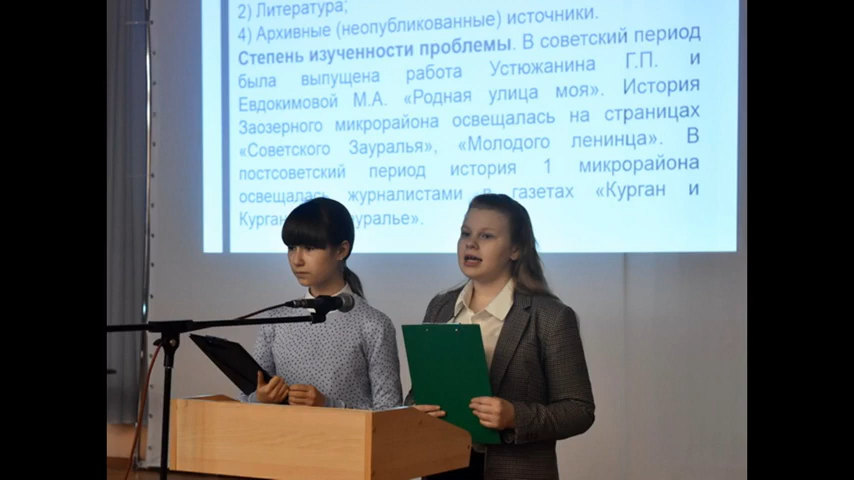 2) Литература;
4) Архивные (неопубликованные) источники.
Степень изученности проблемы. В советский период
была выпущена работа Устюжанина Г.П. и
Евдокимовой М.А. «Родная улица моя». История
Заозерного микрорайона освещалась на страницах
«Советского Зауралья», «Молодого ленинца». В
постсоветский период история 1 микрорайона
освещалась журналистами в газетах «Курган и